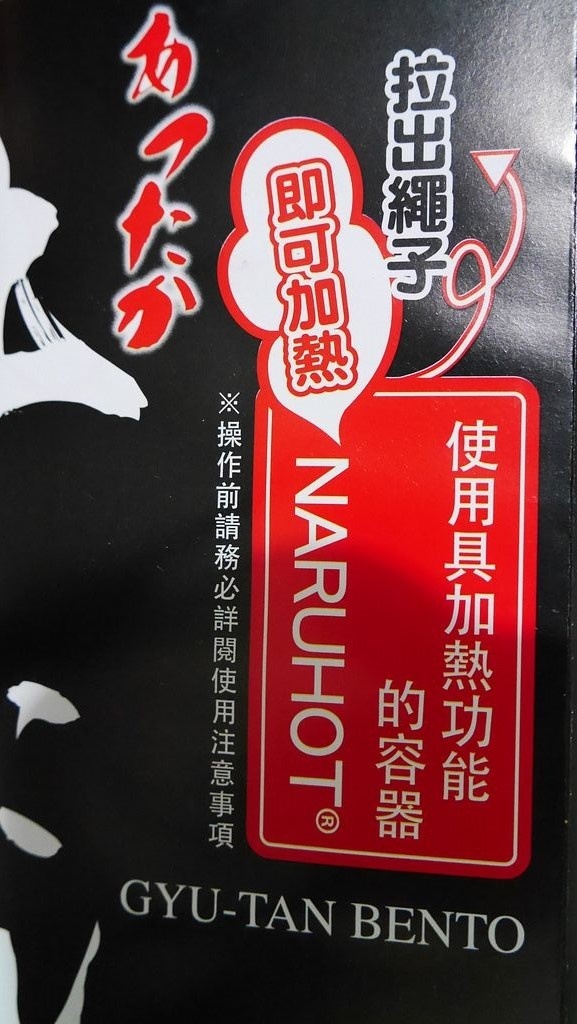 あつたか
拉出繩子
即可加熱
使用具加熱功能
的容器
NARUHOT®
※操作前請務必詳閱使用注意事項
GYU-TAN BENTO